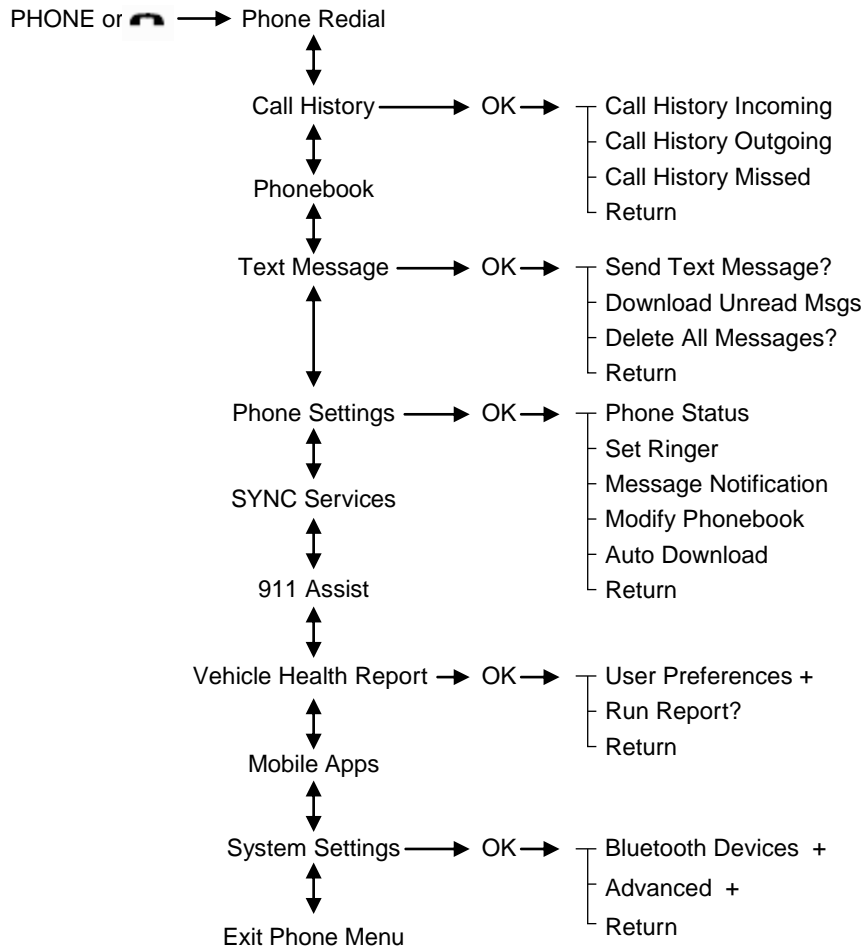 PHONE or Phone Redial
Call History OK Call History Incoming
Call History Outgoing
Call History Missed
Return
Phonebook
Text Message OK Send Text Message?
Download Unread Msgs
Delete All Messages?
Return
Phone Settings OK Phone Status
Set Ringer
Message Notification
Modify Phonebook
Auto Download
Return
SYNC Services
911 Assist
Vehicle Health Report OK User Preferences +
Run Report?
Return
Mobile Apps
System Settings OK Bluetooth Devices +
Advanced +
Return
Exit Phone Menu